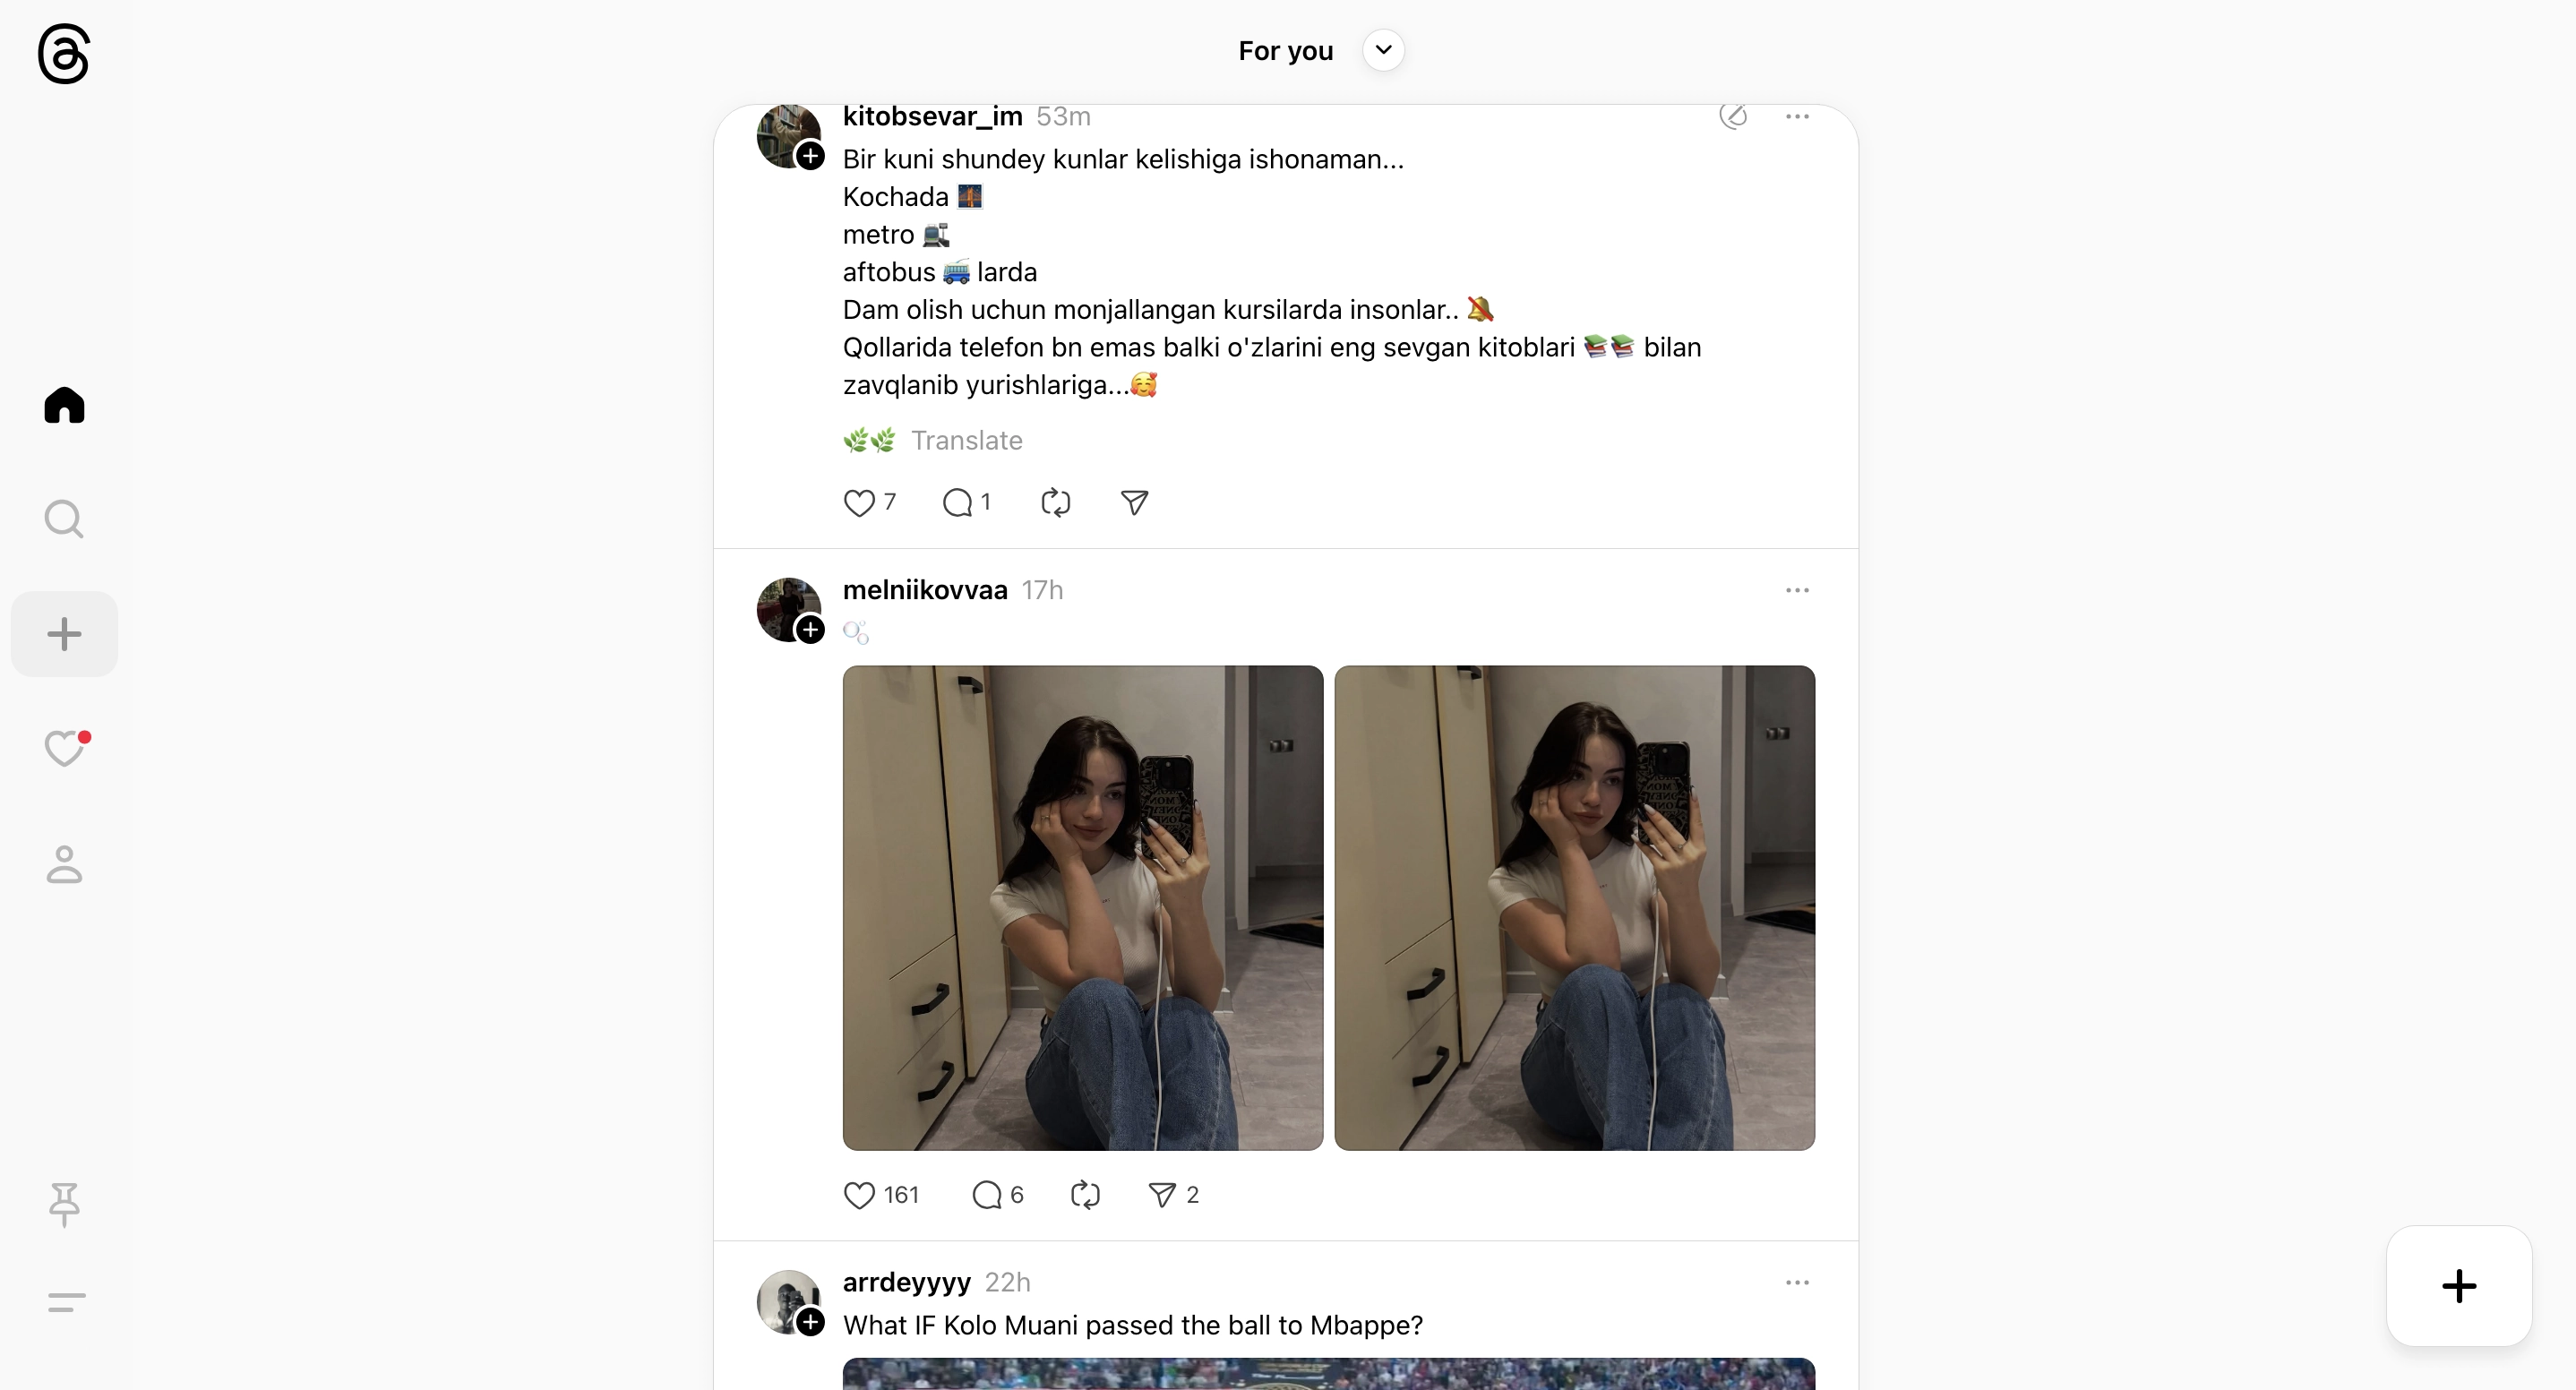 For you
kitobsevar_im 53m
Bir kuni shundey kunlar kelishiga ishonaman...
Kochada 🌉
metro 🚉
aftobus 🚎 larda
Dam olish uchun monjallangan kursilarda insonlar.. 🔕
Qollarida telefon bn emas balki o'zlarini eng sevgan kitoblari 📚📚 bilan
zavqlanib yurishlariga...🥰
🌿🌿 Translate
7 1
melniikovvaa 17h
🫧
161 6 2
arrdeyyyy 22h
What IF Kolo Muani passed the ball to Mbappe?